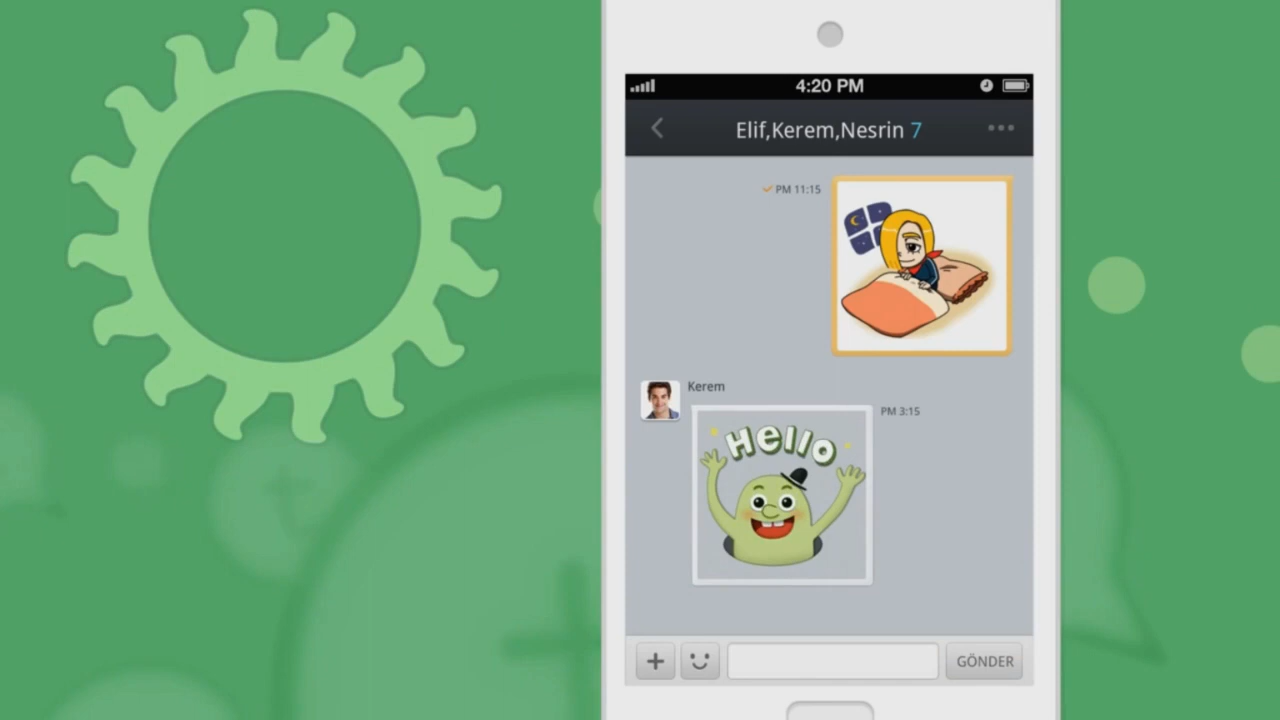 4:20 PM
Elif,Kerem,Nesrin 7
PM 11:15
Kerem
PM 3:15
Hello
GÖNDER